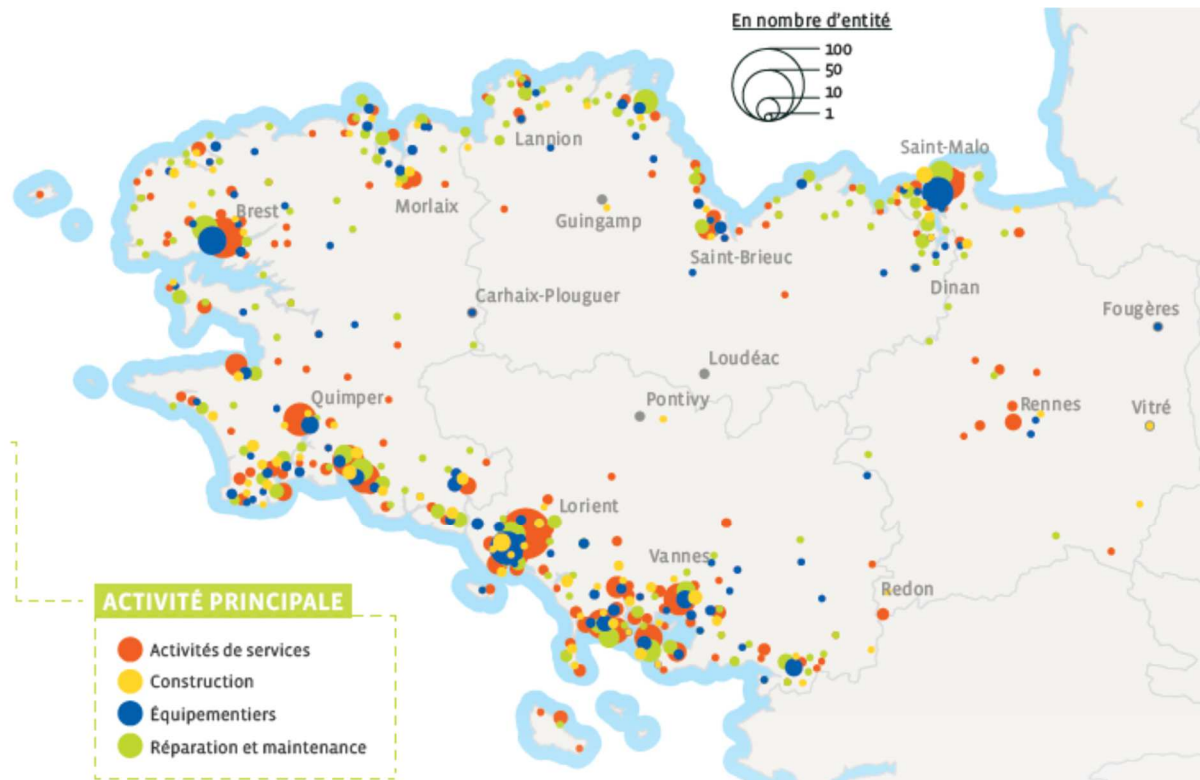 En nombre d'entité
100
50
10
1
Saint-Malo
Lannion
Brest
Morlaix
Guingamp
Saint-Brieuc
Dinan
Carhaix-Plouguer
Fougères
Loudéac
Quimper
Pontivy
Rennes
Vitré
Lorient
Vannes
Redon
ACTIVITÉ PRINCIPALE
Activités de services
Construction
Équipementiers
Réparation et maintenance